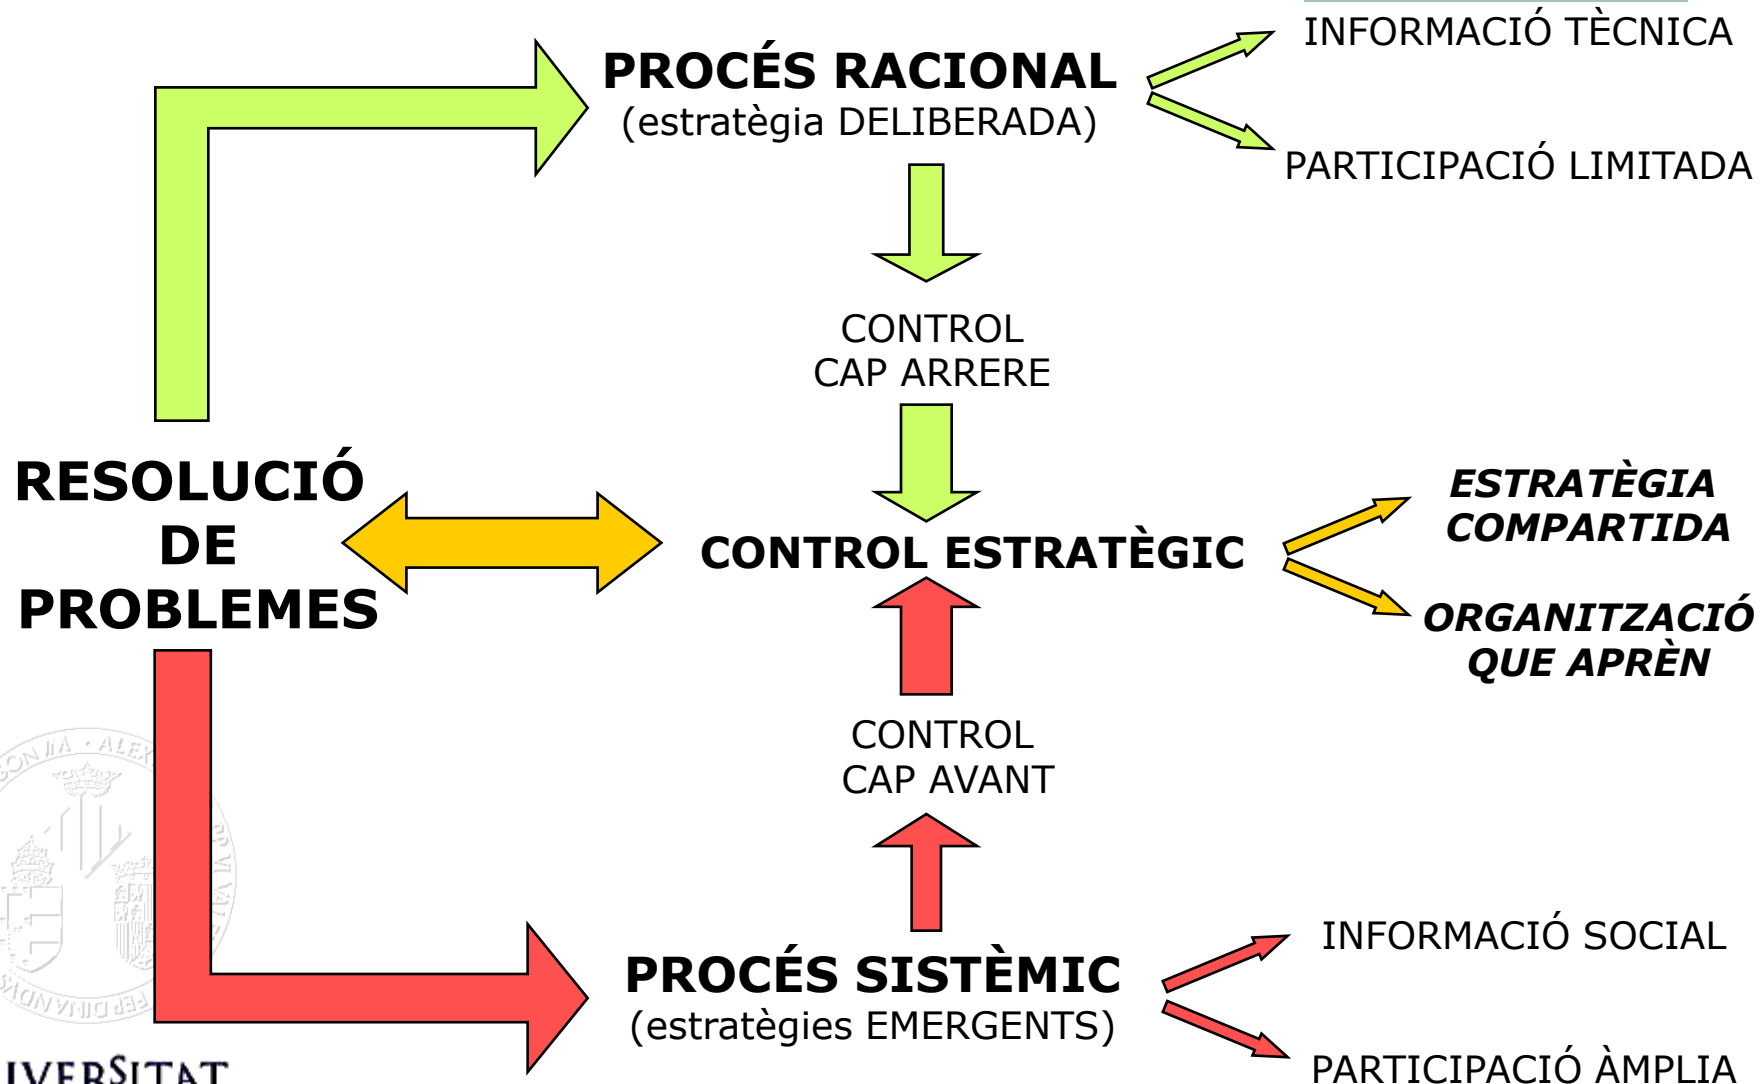 INFORMACIÓ TÈCNICA
PROCÉS RACIONAL
(estratègia DELIBERADA)
PARTICIPACIÓ LIMITADA
CONTROL
CAP ARRERE
RESOLUCIÓ
DE
PROBLEMES
CONTROL ESTRATÈGIC
ESTRATÈGIA
COMPARTIDA
ORGANITZACIÓ
QUE APRÈN
CONTROL
CAP AVANT
PROCÉS SISTÈMIC
(estratègies EMERGENTS)
INFORMACIÓ SOCIAL
PARTICIPACIÓ ÀMPLIA